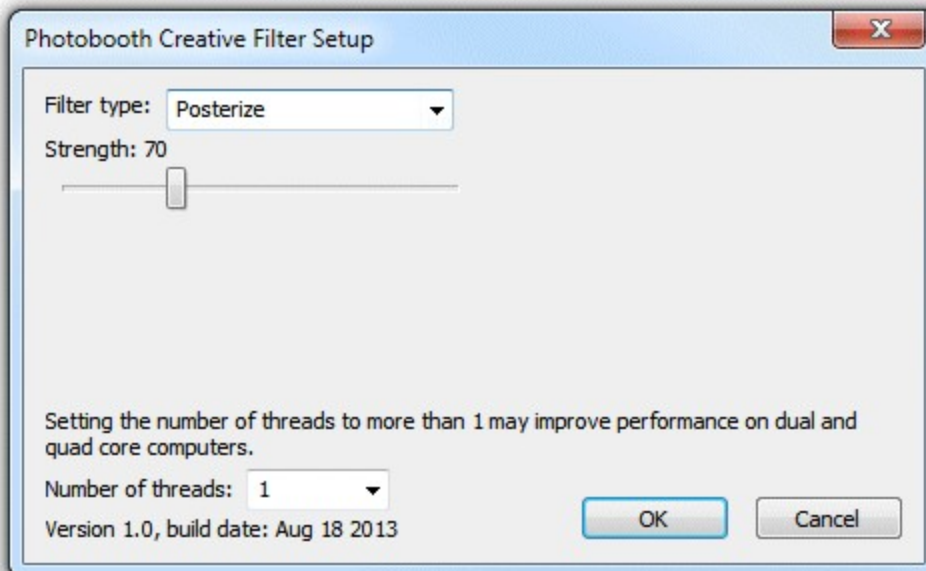 Photobooth Creative Filter Setup
Filter type: Posterize
Strength: 70
Setting the number of threads to more than 1 may improve performance on dual and
quad core computers.
Number of threads: 1
Version 1.0, build date: Aug 18 2013
OK
Cancel